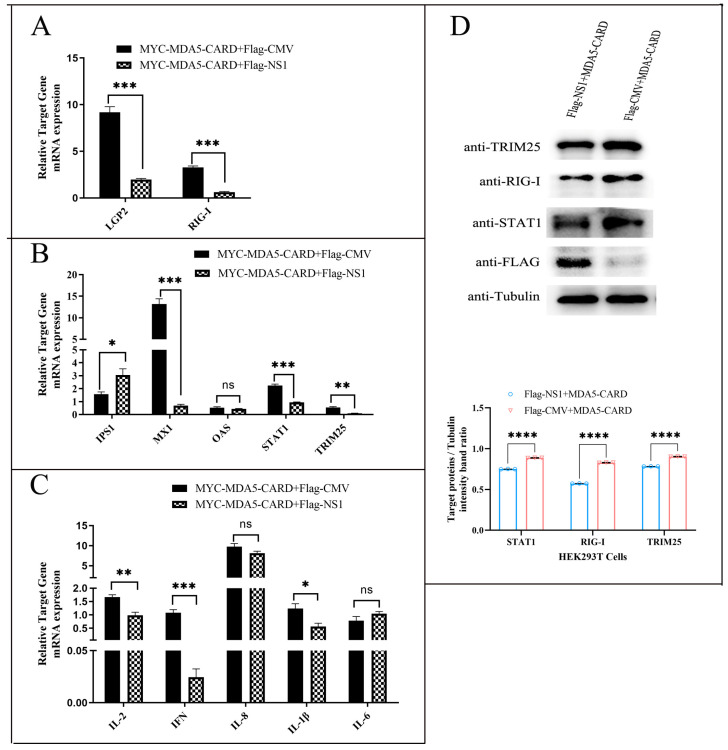 A
MYC-MDA5-CARD+Flag-CMV
MYC-MDA5-CARD+Flag-NS1
Relative Target Gene
mRNA expression
15
10
5
0
***
***
LGP2
RIG-I
B
MYC-MDA5-CARD+Flag-CMV
MYC-MDA5-CARD+Flag-NS1
Relative Target Gene
mRNA expression
15
10
5
4
3
2
1
0
*
***
ns
***
**
IPS1
MX1
OAS
STAT1
TRIM25
C
MYC-MDA5-CARD+Flag-CMV
MYC-MDA5-CARD+Flag-NS1
Relative Target Gene
mRNA expression
15
10
5
2.0
1.5
1.0
0.5
0.05
0.00
**
***
ns
*
ns
IL-2
IFN
IL-8
IL-1β
IL-6
D
Flag-NS1+MDA5-CARD
Flag-CMV+MDA5-CARD
anti-TRIM25
anti-RIG-I
anti-STAT1
anti-FLAG
anti-Tubulin
Flag-NS1+MDA5-CARD
Flag-CMV+MDA5-CARD
Target proteins / Tubulin
intensity band ratio
1.0
0.5
0.0
****
****
****
STAT1
RIG-I
TRIM25
HEK293T Cells